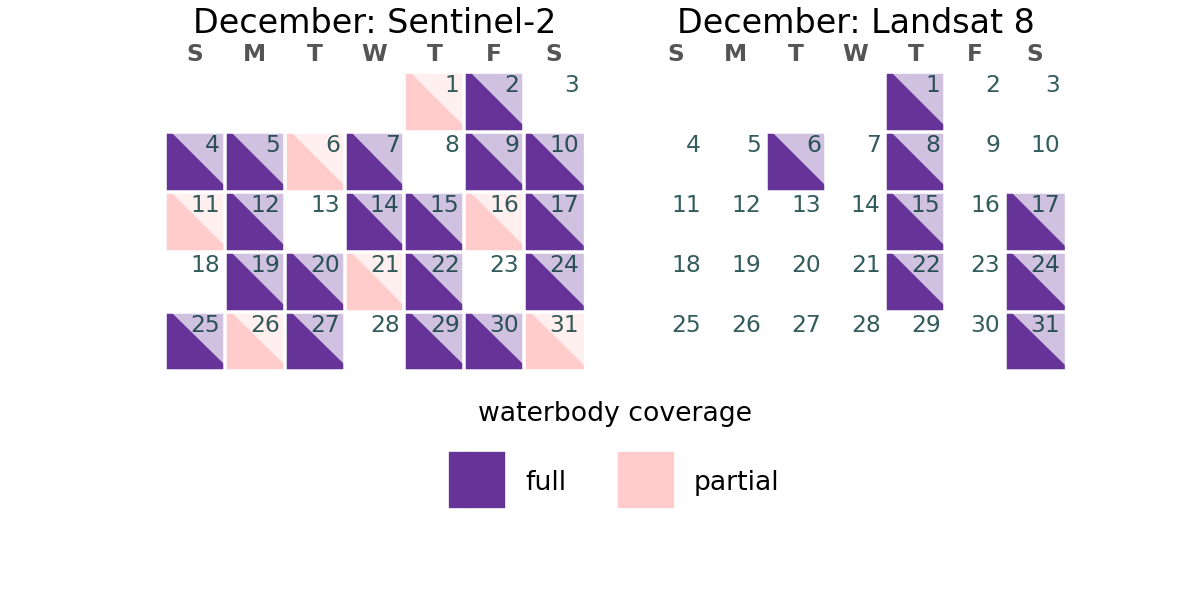 December: Sentinel-2
S M T W T F S
1 2 3
4 5 6 7 8 9 10
11 12 13 14 15 16 17
18 19 20 21 22 23 24
25 26 27 28 29 30 31
December: Landsat 8
S M T W T F S
1 2 3
4 5 6 7 8 9 10
11 12 13 14 15 16 17
18 19 20 21 22 23 24
25 26 27 28 29 30 31
waterbody coverage
full
partial